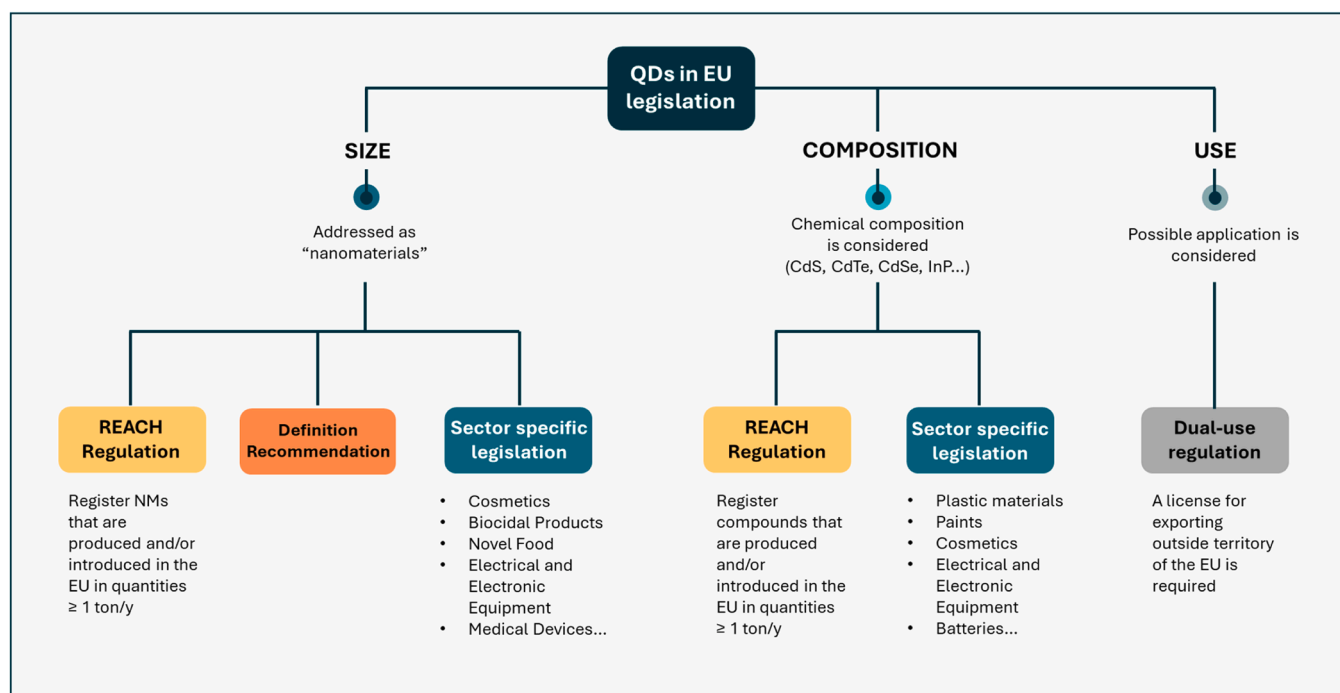 QDs in EU
legislation
SIZE
Addressed as
“nanomaterials”
REACH
Regulation
Register NMs
that are
produced and/or
introduced in the
EU in quantities
≥ 1 ton/y
Definition
Recommendation
Sector specific
legislation
• Cosmetics
• Biocidal Products
• Novel Food
• Electrical and
Electronic
Equipment
• Medical Devices...
COMPOSITION
Chemical composition
is considered
(CdS, CdTe, CdSe, InP...)
REACH
Regulation
Register
compounds that
are produced
and/or
introduced in the
EU in quantities
≥ 1 ton/y
Sector specific
legislation
• Plastic materials
• Paints
• Cosmetics
• Electrical and
Electronic
Equipment
• Batteries...
USE
Possible application is
considered
Dual-use
regulation
A license for
exporting
outside territory
of the EU is
required